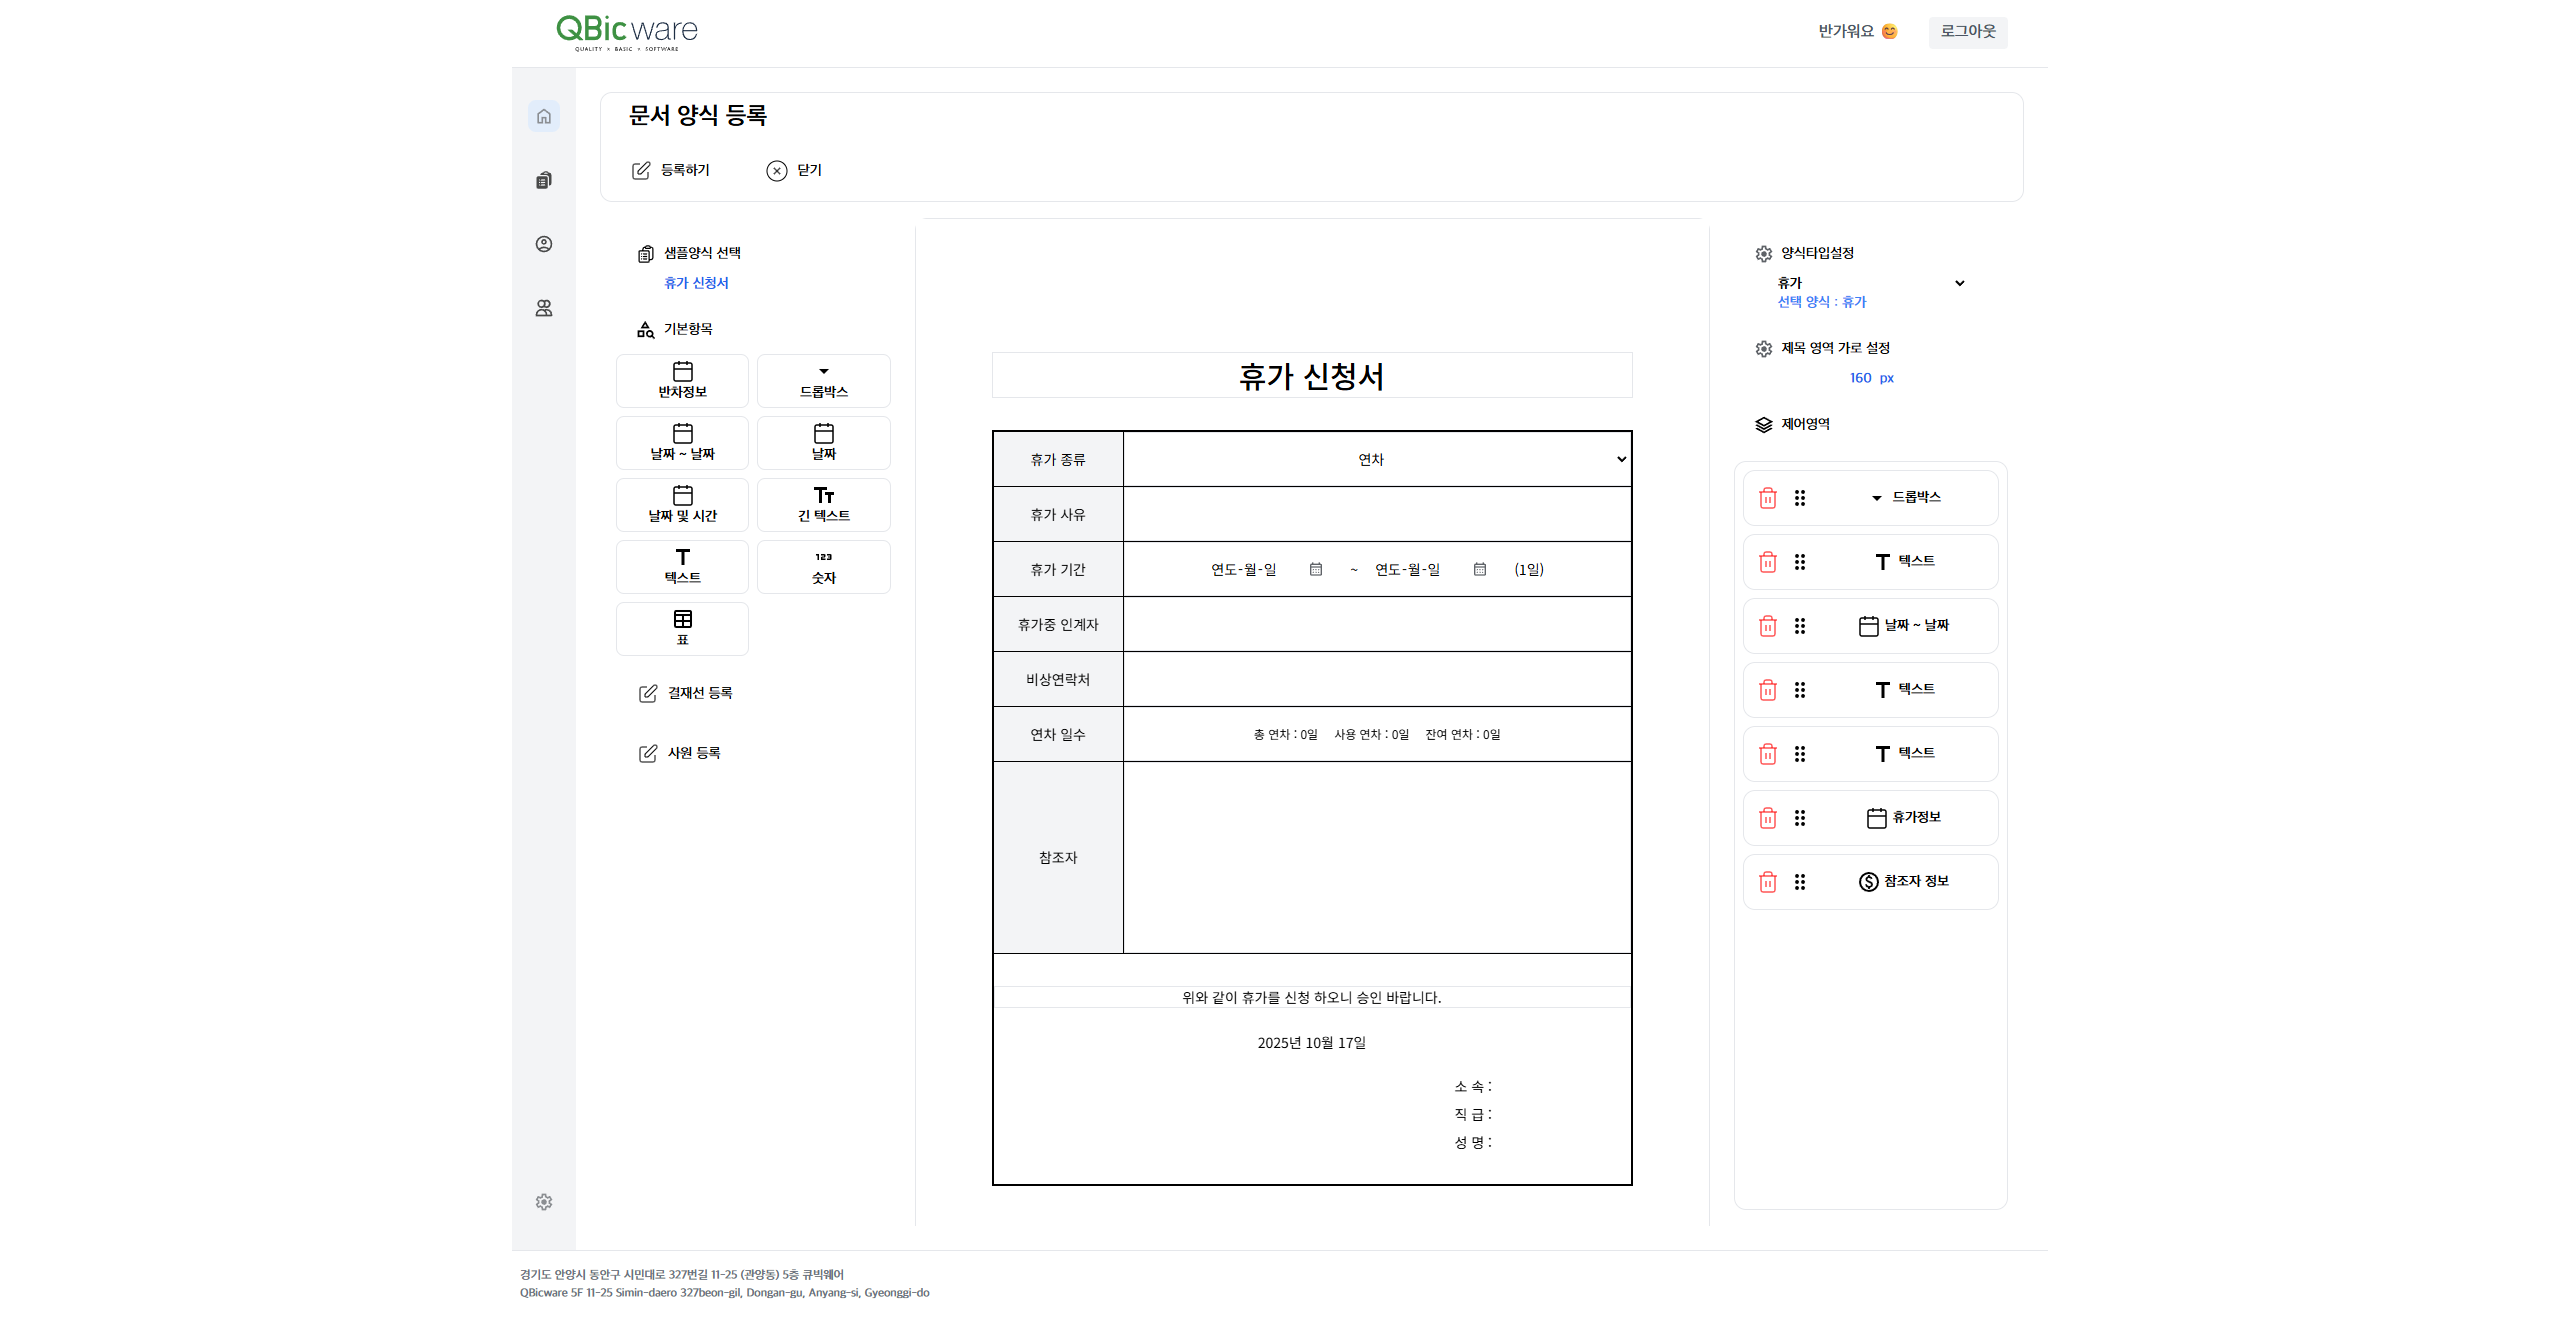 QBic ware
QUALITY × BASIC × SOFTWARE
반가워요 😊
로그아웃
문서 양식 등록
등록하기
닫기
샘플양식 선택
휴가 신청서
기본항목
반차정보
드롭박스
날짜 ~ 날짜
날짜
날짜 및 시간
긴 텍스트
텍스트
123
숫자
표
결재선 등록
사원 등록
휴가 신청서
휴가 종류
연차
휴가 사유
휴가 기간
연도-월-일 ~ 연도-월-일 (1일)
휴가중 인계자
비상연락처
연차 일수
총 연차 : 0일 사용 연차 : 0일 잔여 연차 : 0일
참조자
위와 같이 휴가를 신청 하오니 승인 바랍니다.
2025년 10월 17일
소 속 :
직 급 :
성 명 :
양식타입설정
휴가
선택 양식 : 휴가
제목 영역 가로 설정
160 px
제어영역
드롭박스
텍스트
날짜 ~ 날짜
텍스트
텍스트
휴가정보
참조자 정보
경기도 안양시 동안구 시민대로 327번길 11-25 (관양동) 5층 큐빅웨어
QBicware 5F 11-25 Simin-daero 327beon-gil, Dongan-gu, Anyang-si, Gyeonggi-do